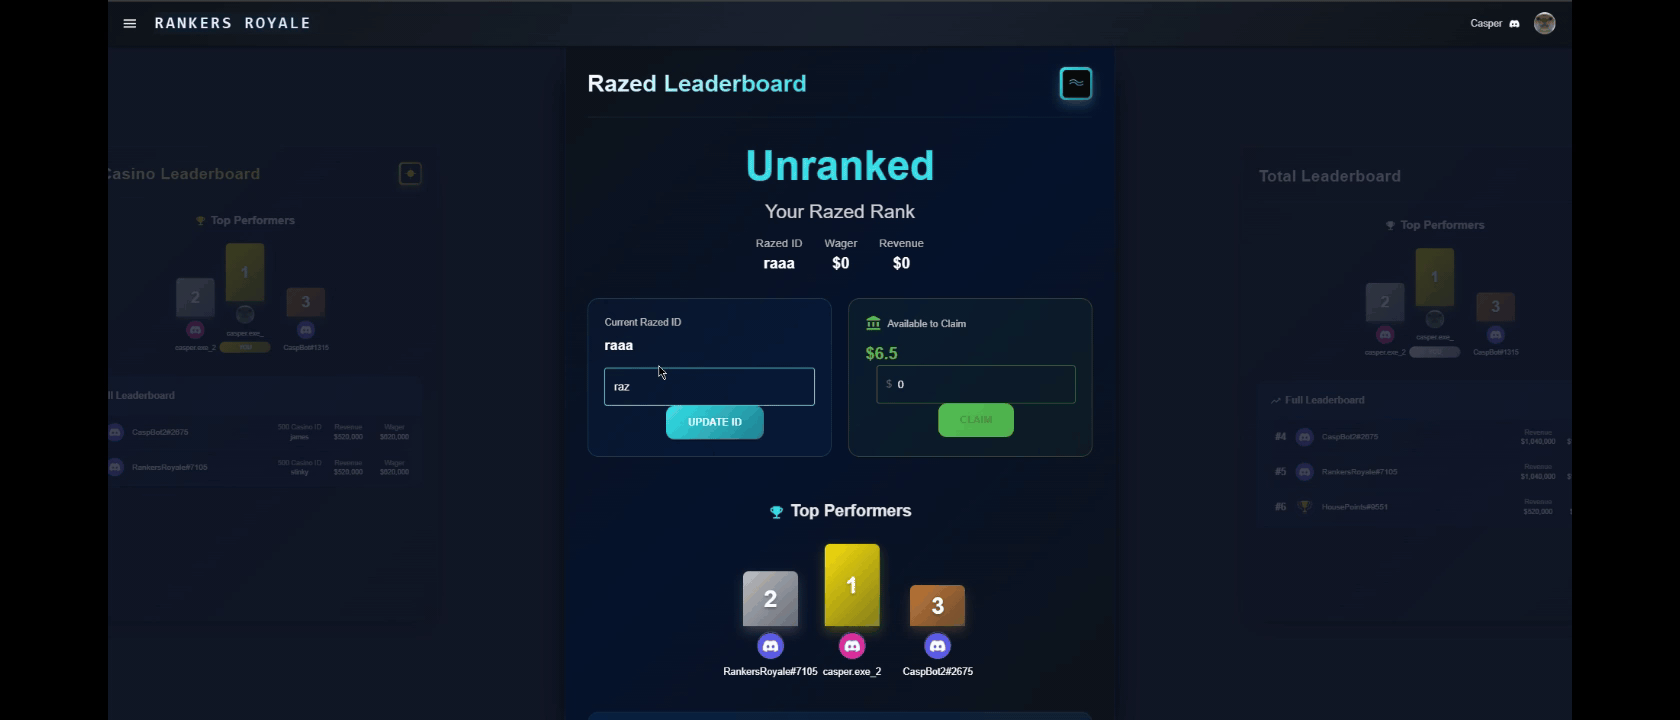 RANKERS ROYALE
Casper
Razed Leaderboard
Unranked
Your Razed Rank
Razed ID Wager Revenue
raaa $0 $0
Current Razed ID
raaa
raz
UPDATE ID
Available to Claim
$6.5
$ 0
CLAIM
Top Performers
2 1 3
RankersRoyale#7105 casper.exe_2 CaspBot2#2675
asino Leaderboard
Top Performers
2 1 3
casper.exe_
casper.exe_2 CaspBot#1315
ll Leaderboard
500 Casino ID Revenue Wager
CaspBot2#2675 james $520,000 $520,000
500 Casino ID Revenue Wager
RankersRoyale#7105 $520,000 $520,000
Total Leaderboard
Top Performers
2 1 3
casper.exe_
casper.exe_2 CaspBot#1315
Full Leaderboard
Revenue
#4 CaspBot2#2675 $1,040,000
Revenue
#5 RankersRoyale#7105 $1,040,000
Revenue
#6 HousePoints#9551 $520,000